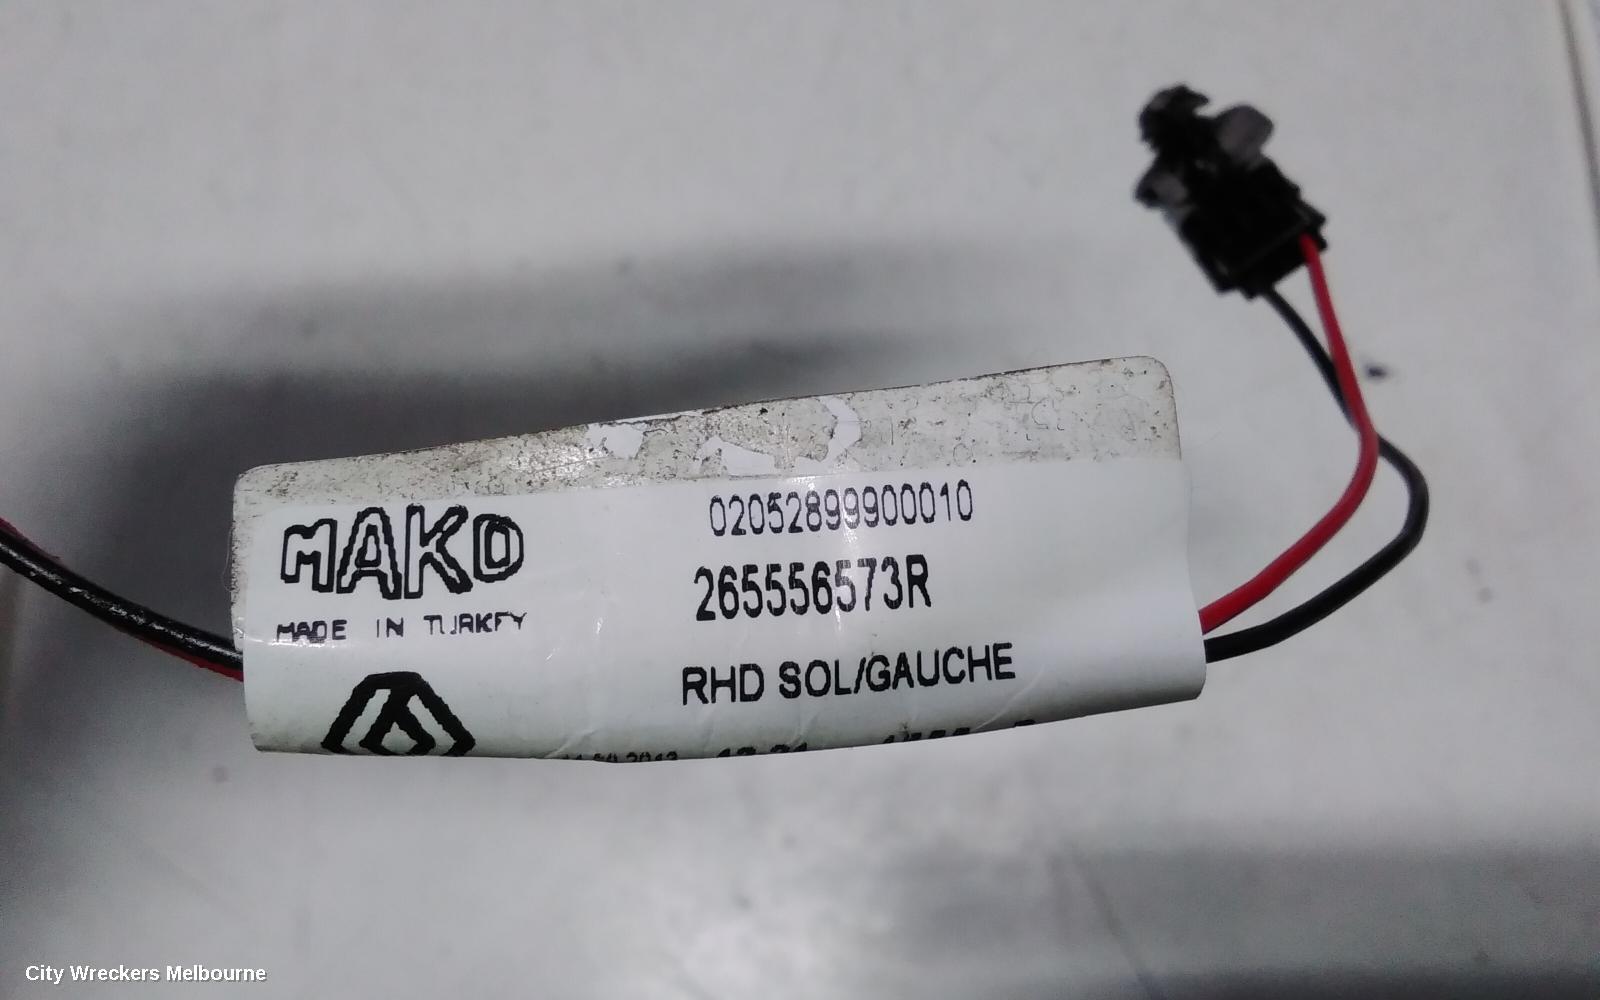 MAKO
MADE IN TURKEY
02052899900010
265556573R
RHD SOL/GAUCHE
City Wreckers Melbourne